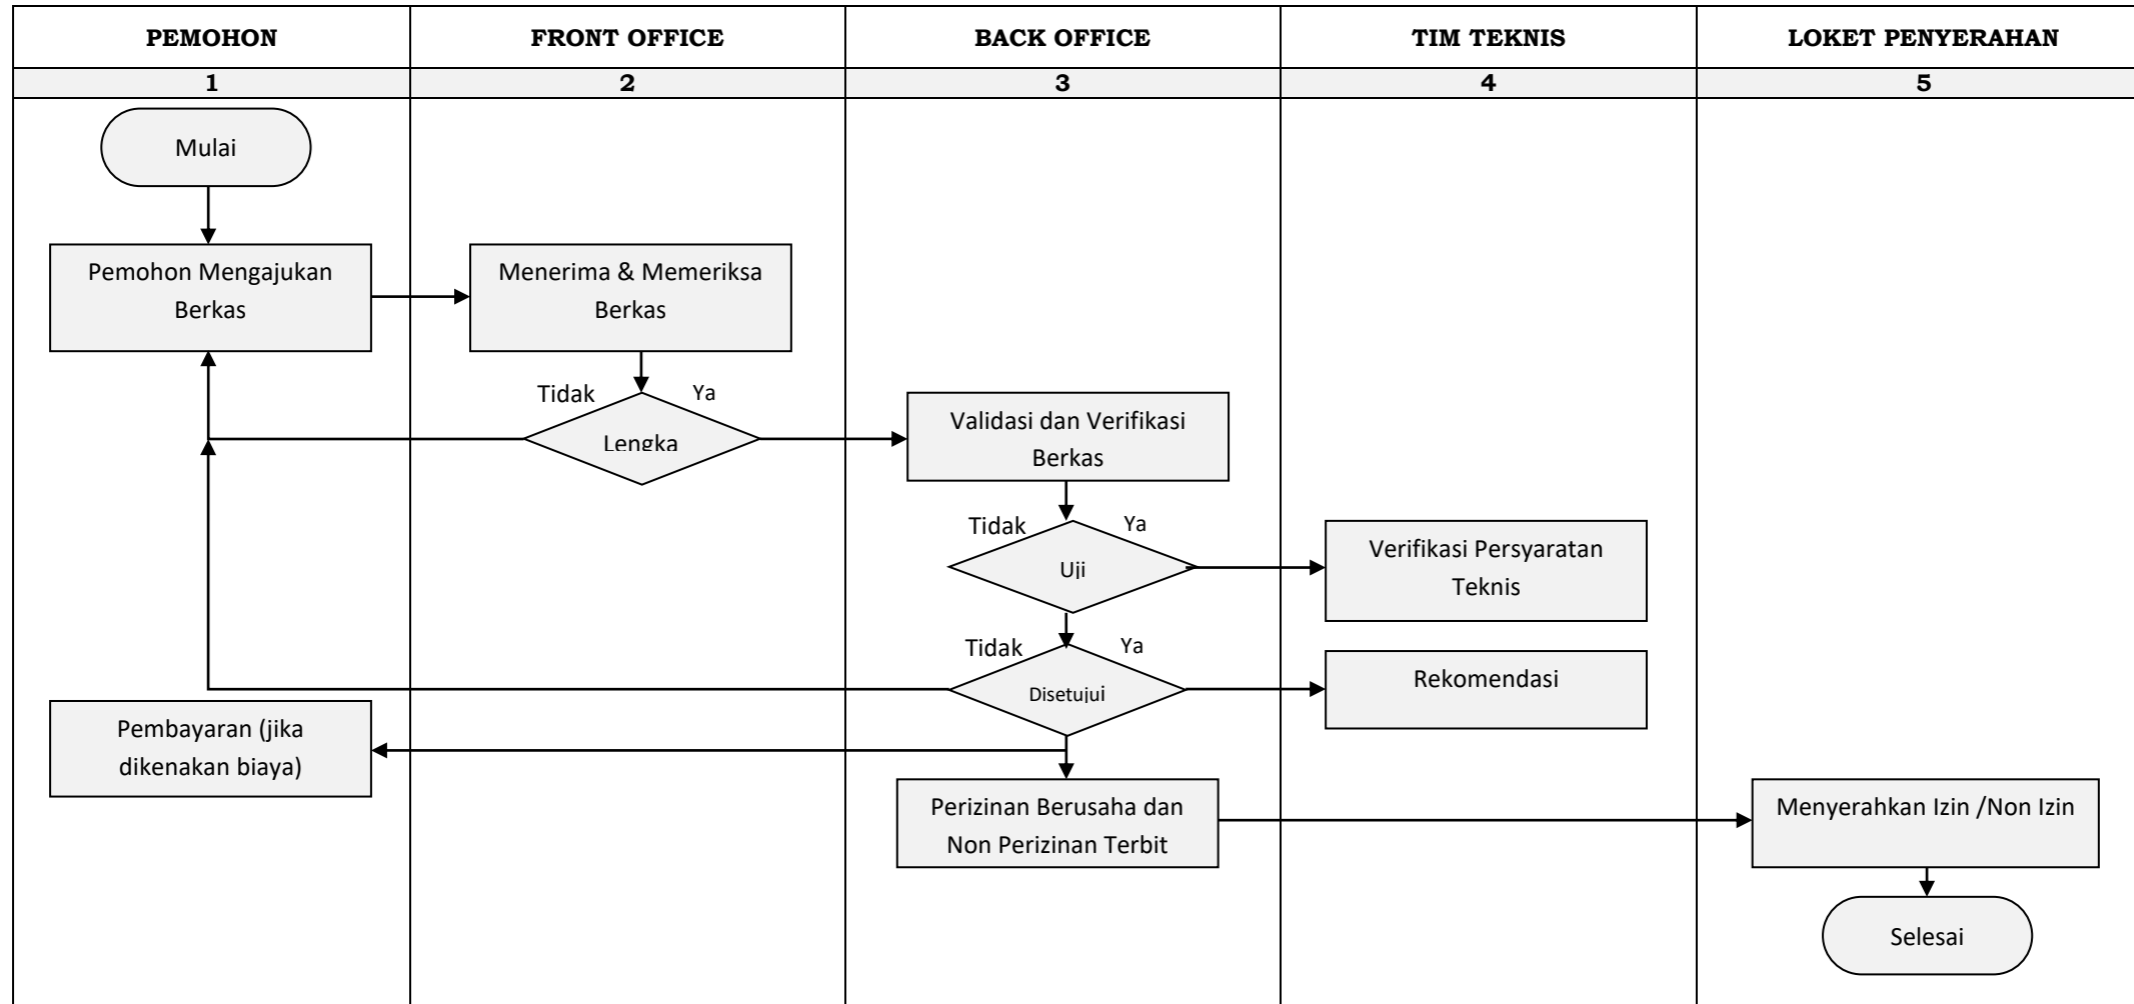 PEMOHON
FRONT OFFICE
BACK OFFICE
TIM TEKNIS
LOKET PENYERAHAN
1
2
3
4
5
Mulai
Pemohon Mengajukan
Berkas
Menerima & Memeriksa
Berkas
Tidak
Ya
Lengka
Validasi dan Verifikasi
Berkas
Tidak
Ya
Uji
Verifikasi Persyaratan
Teknis
Tidak
Ya
Disetujui
Rekomendasi
Pembayaran (jika
dikenakan biaya)
Perizinan Berusaha dan
Non Perizinan Terbit
Menyerahkan Izin /Non Izin
Selesai